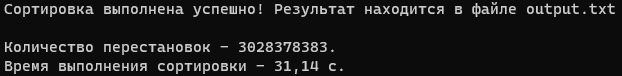 Сортировка выполнена успешно! Результат находится в файле output.txt
Количество перестановок - 3028378383.
Время выполнения сортировки - 31,14 с.